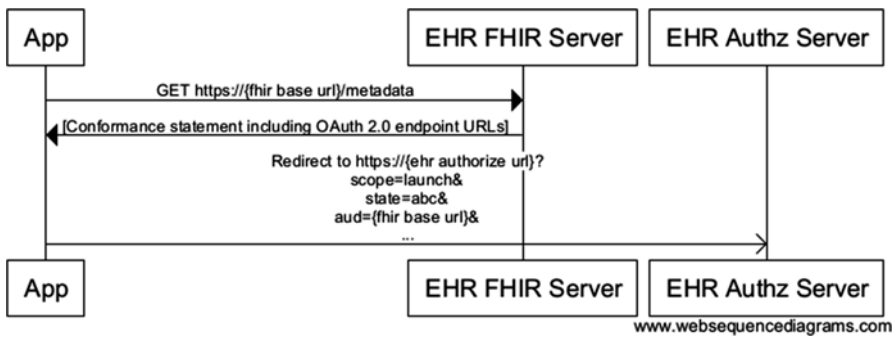 App
EHR FHIR Server
EHR Authz Server
GET https://{fhir base url}/metadata
[Conformance statement including OAuth 2.0 endpoint URLs]
Redirect to https://{ehr authorize url}?
scope=launch&
state=abc&
aud={fhir base url}&
...
App
EHR FHIR Server
EHR Authz Server
www.websequencediagrams.com